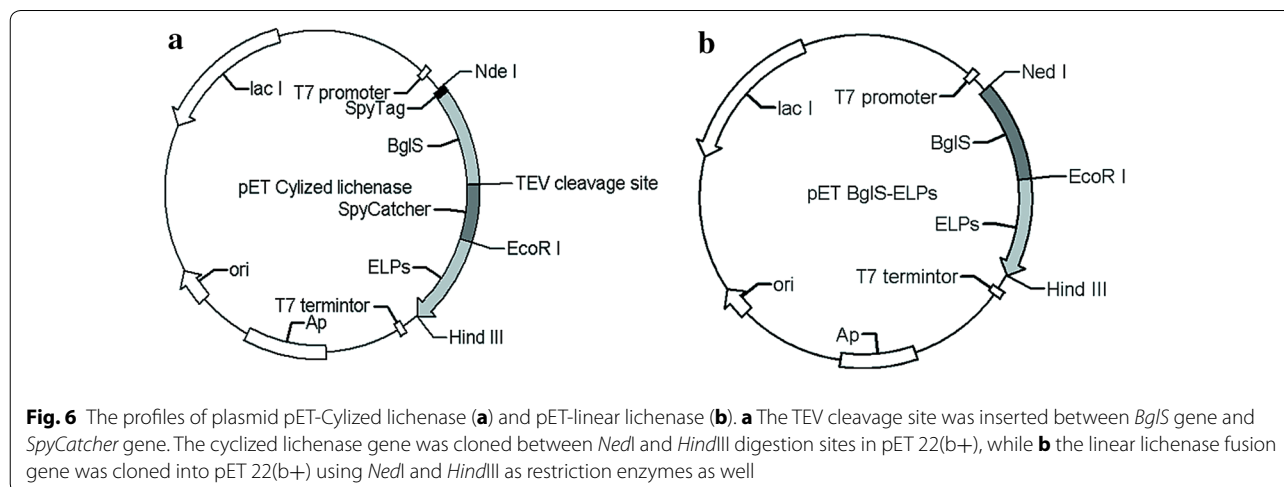 a
lac I
T7 promoter
Nde I
SpyTag
BglS
pET Cylized lichenase
TEV cleavage site
SpyCatcher
EcoR I
ELPs
ori
T7 termintor
Ap
Hind III
b
lac I
T7 promoter
Ned I
BglS
EcoR I
pET BglS-ELPs
ELPs
T7 termintor
ori
Hind III
Ap
Fig. 6 The profiles of plasmid pET-Cylized lichenase (a) and pET-linear lichenase (b). a The TEV cleavage site was inserted between BglS gene and
SpyCatcher gene. The cyclized lichenase gene was cloned between NedI and HindIII digestion sites in pET 22(b+), while b the linear lichenase fusion
gene was cloned into pET 22(b+) using NedI and HindIII as restriction enzymes as well